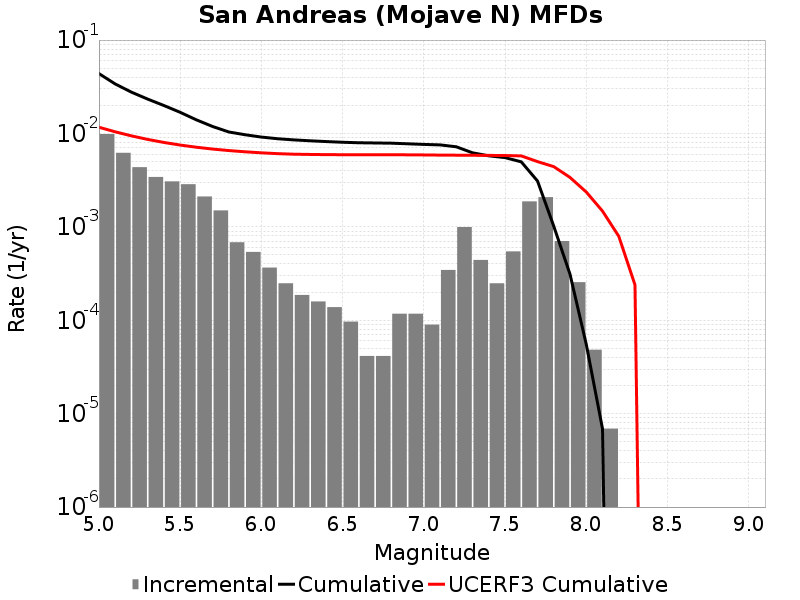 San Andreas (Mojave N) MFDs
10-1
10-2
10-3
10-4
10-5
10-6
Rate (1/yr)
5.0 5.5 6.0 6.5 7.0 7.5 8.0 8.5 9.0
Magnitude
Incremental Cumulative UCERF3 Cumulative